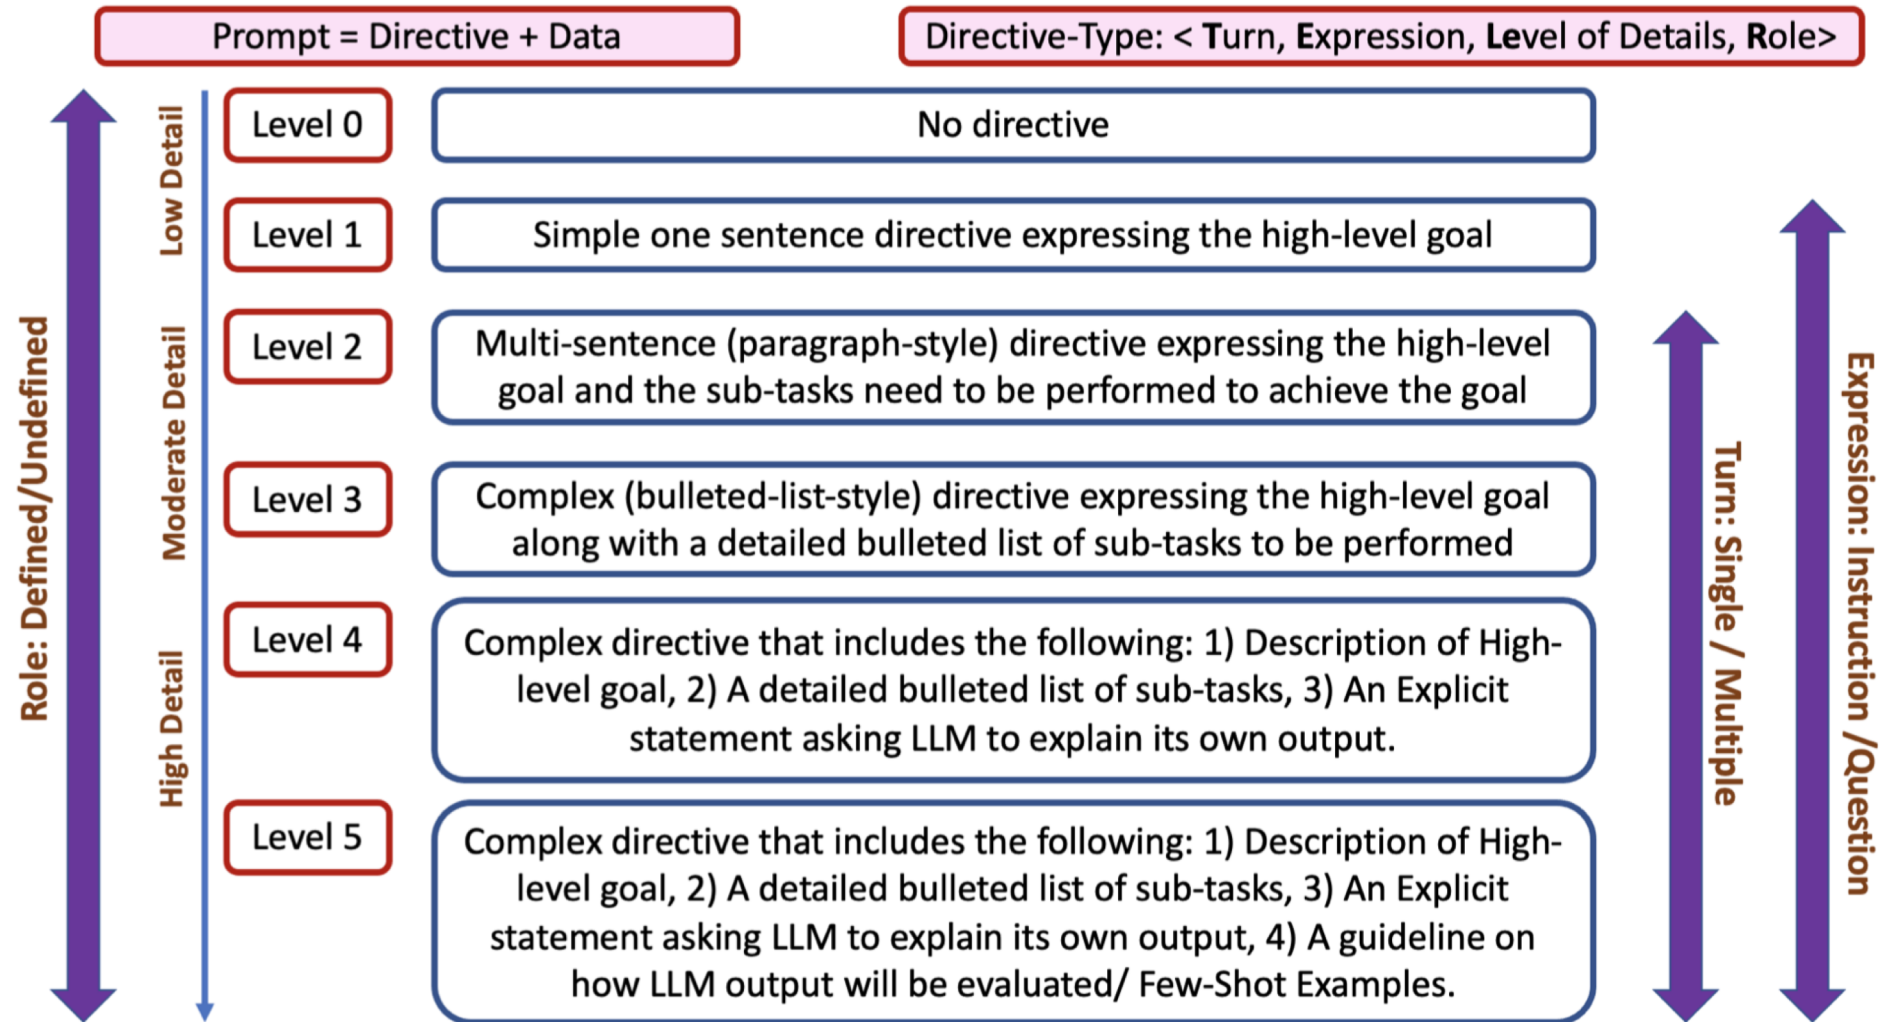 Prompt = Directive + Data
Directive-Type: < Turn, Expression, Level of Details, Role>
Role: Defined/Undefined
Low Detail
Moderate Detail
High Detail
Level 0
No directive
Level 1
Simple one sentence directive expressing the high-level goal
Level 2
Multi-sentence (paragraph-style) directive expressing the high-level
goal and the sub-tasks need to be performed to achieve the goal
Level 3
Complex (bulleted-list-style) directive expressing the high-level goal
along with a detailed bulleted list of sub-tasks to be performed
Level 4
Complex directive that includes the following: 1) Description of High-
level goal, 2) A detailed bulleted list of sub-tasks, 3) An Explicit
statement asking LLM to explain its own output.
Level 5
Complex directive that includes the following: 1) Description of High-
level goal, 2) A detailed bulleted list of sub-tasks, 3) An Explicit
statement asking LLM to explain its own output, 4) A guideline on
how LLM output will be evaluated/ Few-Shot Examples.
Turn: Single / Multiple
Expression: Instruction /Question